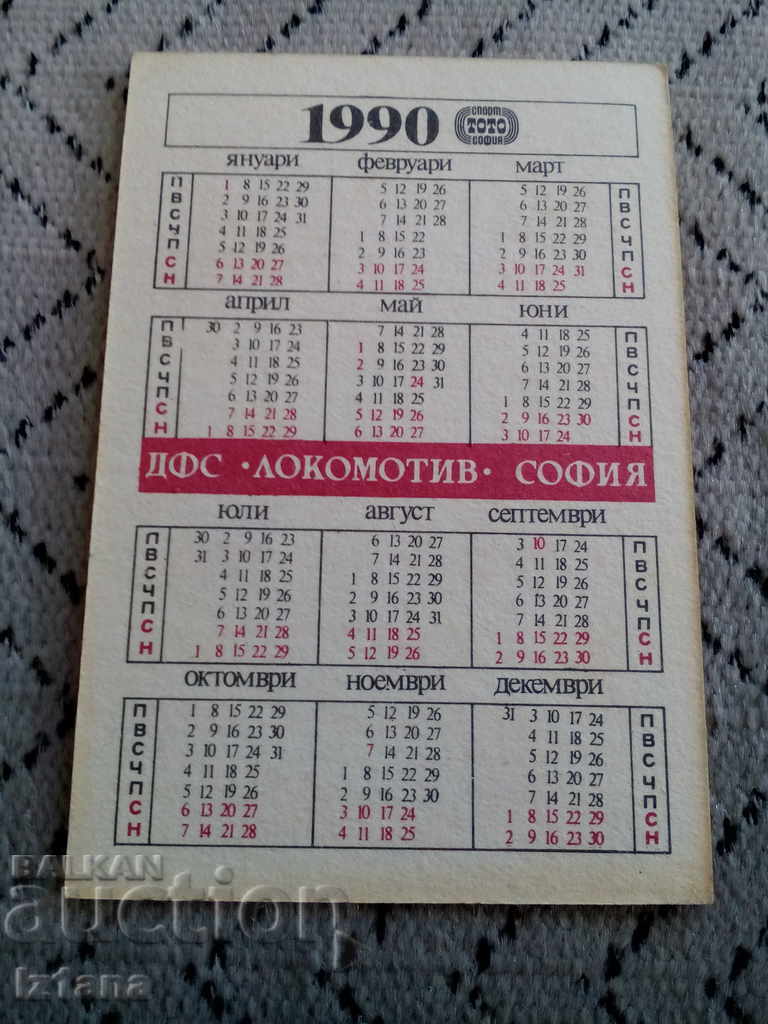 1990 СПОРТ ТОТО СОФИЯ
януари февруари март
П 1 8 15 22 29 5 12 19 26 5 12 19 26 П
В 2 9 16 23 30 6 13 20 27 6 13 20 27 В
С 3 10 17 24 31 7 14 21 28 7 14 21 28 С
Ч 4 11 18 25 1 8 15 22 1 8 15 22 29 Ч
П 5 12 19 26 2 9 16 23 2 9 16 23 30 П
С 6 13 20 27 3 10 17 24 3 10 17 24 31 С
Н 7 14 21 28 4 11 18 25 4 11 18 25 Н
април май юни
П 30 2 9 16 23 7 14 21 28 4 11 18 25 П
В 3 10 17 24 1 8 15 22 29 5 12 19 26 В
С 4 11 18 25 2 9 16 23 30 6 13 20 27 С
Ч 5 12 19 26 3 10 17 24 31 7 14 21 28 Ч
П 6 13 20 27 4 11 18 25 1 8 15 22 29 П
С 7 14 21 28 5 12 19 26 2 9 16 23 30 С
Н 1 8 15 22 29 6 13 20 27 3 10 17 24 Н
ДФС · ЛОКОМОТИВ · СОФИЯ
юли август септември
П 30 2 9 16 23 6 13 20 27 3 10 17 24 П
В 31 3 10 17 24 7 14 21 28 4 11 18 25 В
С 4 11 18 25 1 8 15 22 29 5 12 19 26 С
Ч 5 12 19 26 2 9 16 23 30 6 13 20 27 Ч
П 6 13 20 27 3 10 17 24 31 7 14 21 28 П
С 7 14 21 28 4 11 18 25 1 8 15 22 29 С
Н 1 8 15 22 29 5 12 19 26 2 9 16 23 30 Н
октомври ноември декември
П 1 8 15 22 29 5 12 19 26 31 3 10 17 24 П
В 2 9 16 23 30 6 13 20 27 4 11 18 25 В
С 3 10 17 24 31 7 14 21 28 5 12 19 26 С
Ч 4 11 18 25 1 8 15 22 29 6 13 20 27 Ч
П 5 12 19 26 2 9 16 23 30 7 14 21 28 П
С 6 13 20 27 3 10 17 24 1 8 15 22 29 С
Н 7 14 21 28 4 11 18 25 2 9 16 23 30 Н
BALKAN
auction
Iztana